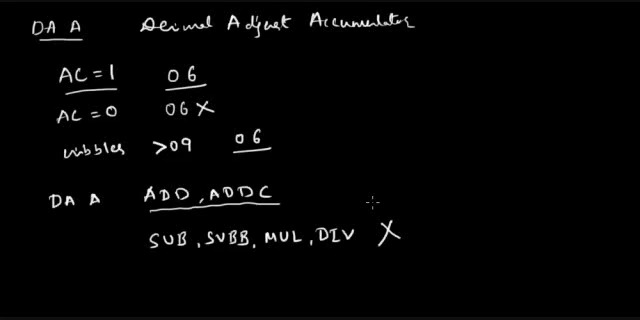 DA A Decimal Adjust Accumulator
AC = 1 06
AC = 0 06 X
nibbles >09 06
DA A ADD, ADDC
SUB, SUBB, MUL, DIV X